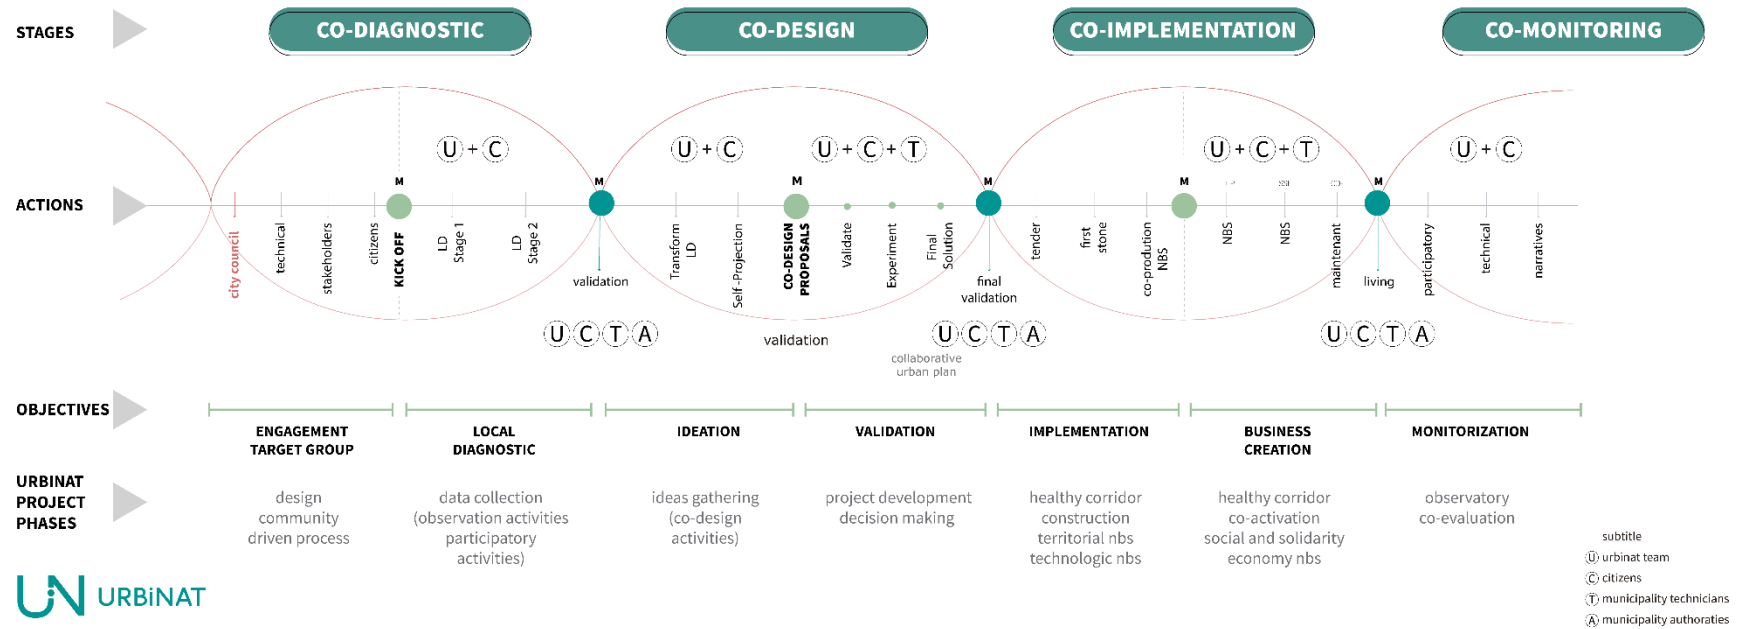 STAGES
CO-DIAGNOSTIC
CO-DESIGN
CO-IMPLEMENTATION
CO-MONITORING
U + C
U + C
U + C + T
U + C + T
U + C
M
M
M
M
M
M
ACTIONS
city council
technical
stakeholders
citizens
KICK OFF
LD
Stage 1
LD
Stage 2
validation
Transform
LD
Self -Projection
CO-DESIGN
PROPOSALS
Validate
Experiment
Final
Solution
final
validation
tender
first
stone
co-production
NBS
NBS
NBS
maintenant
living
participatory
technical
narratives
U C T A
validation
U C T A
collaborative
urban plan
U C T A
OBJECTIVES
ENGAGEMENT
TARGET GROUP
LOCAL
DIAGNOSTIC
IDEATION
VALIDATION
IMPLEMENTATION
BUSINESS
CREATION
MONITORIZATION
URBINAT
PROJECT
PHASES
design
community
driven process
data collection
(observation activities
participatory
activities)
ideas gathering
(co-design
activities)
project development
decision making
healthy corridor
construction
territorial nbs
technologic nbs
healthy corridor
co-activation
social and solidarity
economy nbs
observatory
co-evaluation
subtitle
U urbinat team
C citizens
T municipality technicians
A municipality authoraties
UiN URBiNAT